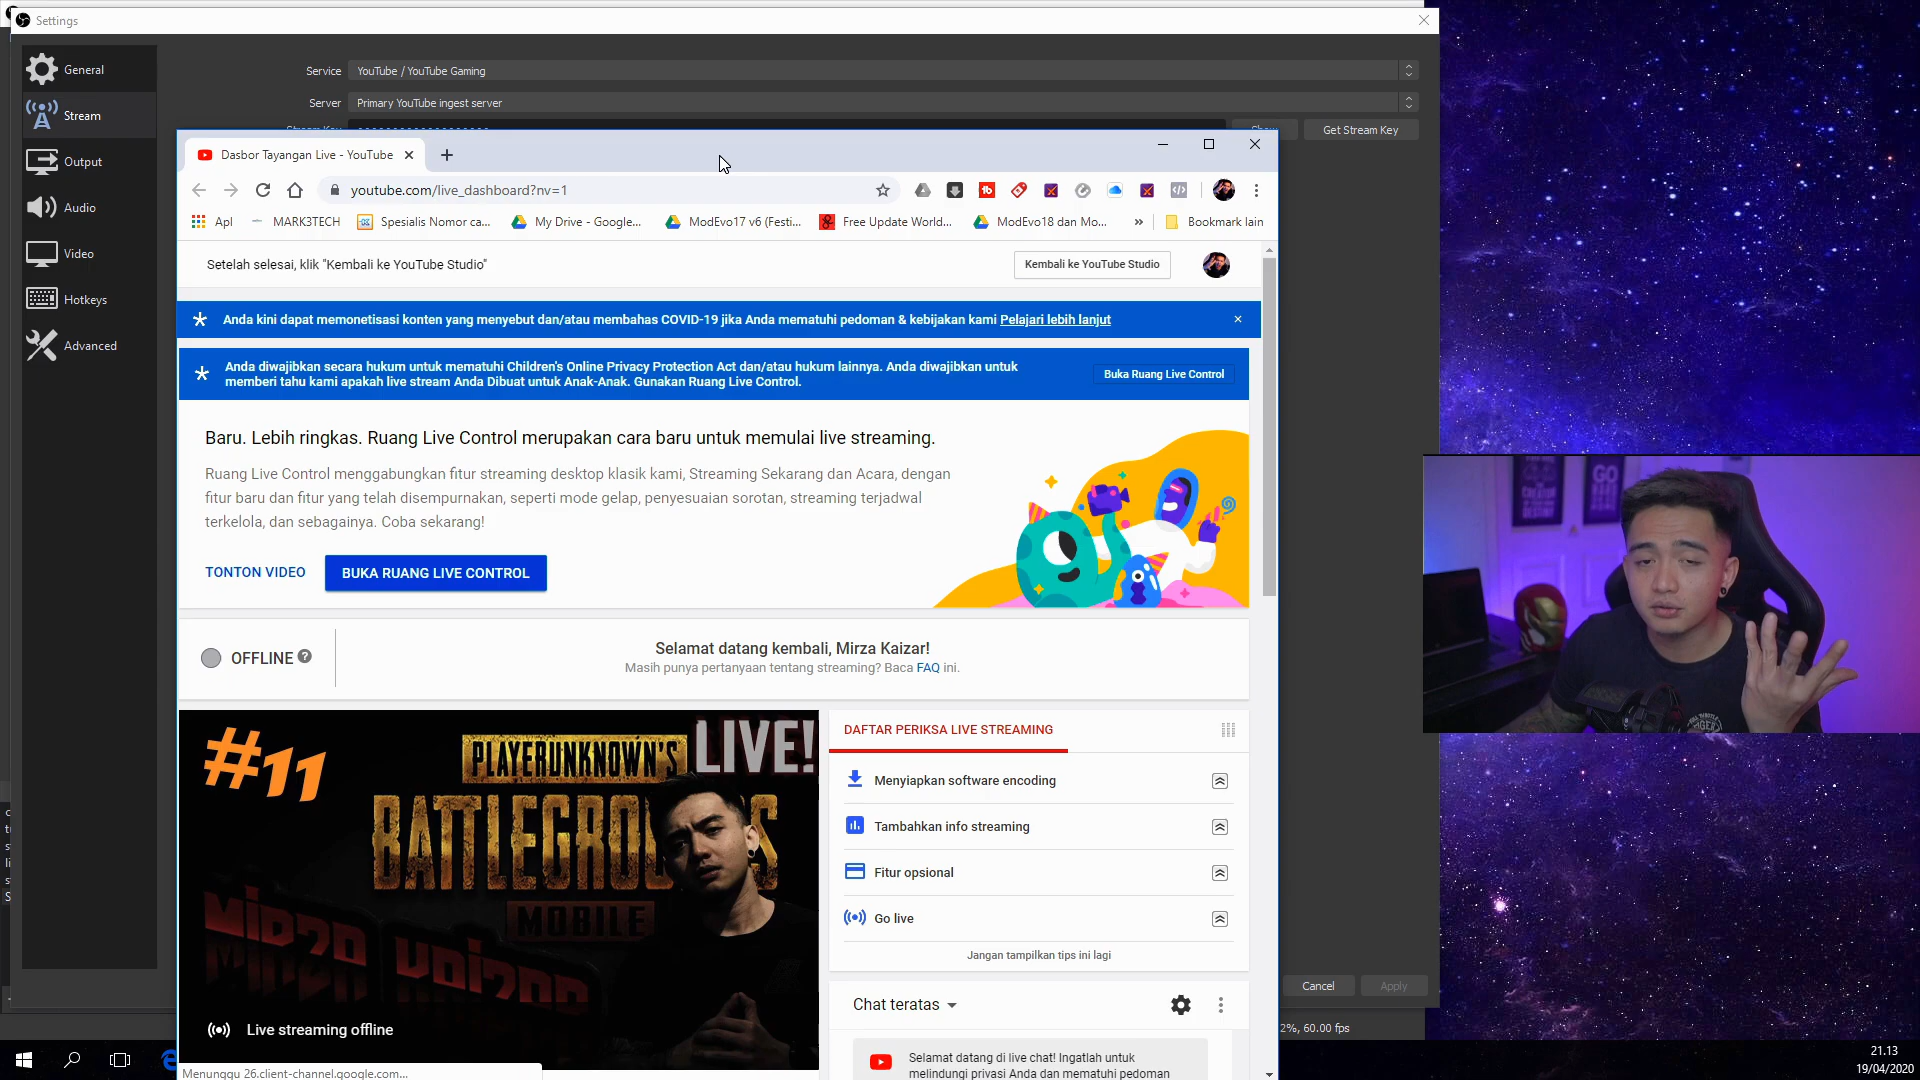 Settings
General
Stream
Output
Audio
Video
Hotkeys
Advanced
Service YouTube / YouTube Gaming
Server Primary YouTube ingest server
Get Stream Key
Dasbor Tayangan Live - YouTube
youtube.com/live_dashboard?nv=1
Apl MARK3TECH Spesialis Nomor ca... My Drive - Google... ModEvo17 v6 (Festi... Free Update World... ModEvo18 dan Mo... » Bookmark lain
Setelah selesai, klik "Kembali ke YouTube Studio"
Kembali ke YouTube Studio
Anda kini dapat memonetisasi konten yang menyebut dan/atau membahas COVID-19 jika Anda mematuhi pedoman & kebijakan kami Pelajari lebih lanjut
Anda diwajibkan secara hukum untuk mematuhi Children's Online Privacy Protection Act dan/atau hukum lainnya. Anda diwajibkan untuk
memberi tahu kami apakah live stream Anda Dibuat untuk Anak-Anak. Gunakan Ruang Live Control.
Buka Ruang Live Control
Baru. Lebih ringkas. Ruang Live Control merupakan cara baru untuk memulai live streaming.
Ruang Live Control menggabungkan fitur streaming desktop klasik kami, Streaming Sekarang dan Acara, dengan
fitur baru dan fitur yang telah disempurnakan, seperti mode gelap, penyesuaian sorotan, streaming terjadwal
terkelola, dan sebagainya. Coba sekarang!
TONTON VIDEO
BUKA RUANG LIVE CONTROL
OFFLINE
Selamat datang kembali, Mirza Kaizar!
Masih punya pertanyaan tentang streaming? Baca FAQ ini.
#11
PLAYERUNKNOWN'S
LIVE!
BATTLEGROUNDS
MOBILE
Live streaming offline
DAFTAR PERIKSA LIVE STREAMING
Menyiapkan software encoding
Tambahkan info streaming
Fitur opsional
Go live
Jangan tampilkan tips ini lagi
Chat teratas
Selamat datang di live chat! Ingatlah untuk
melindungi privasi Anda dan mematuhi pedoman
Menunggu 26.client-channel.google.com...
Cancel
Apply
2%, 60.00 fps
21.13
19/04/2020